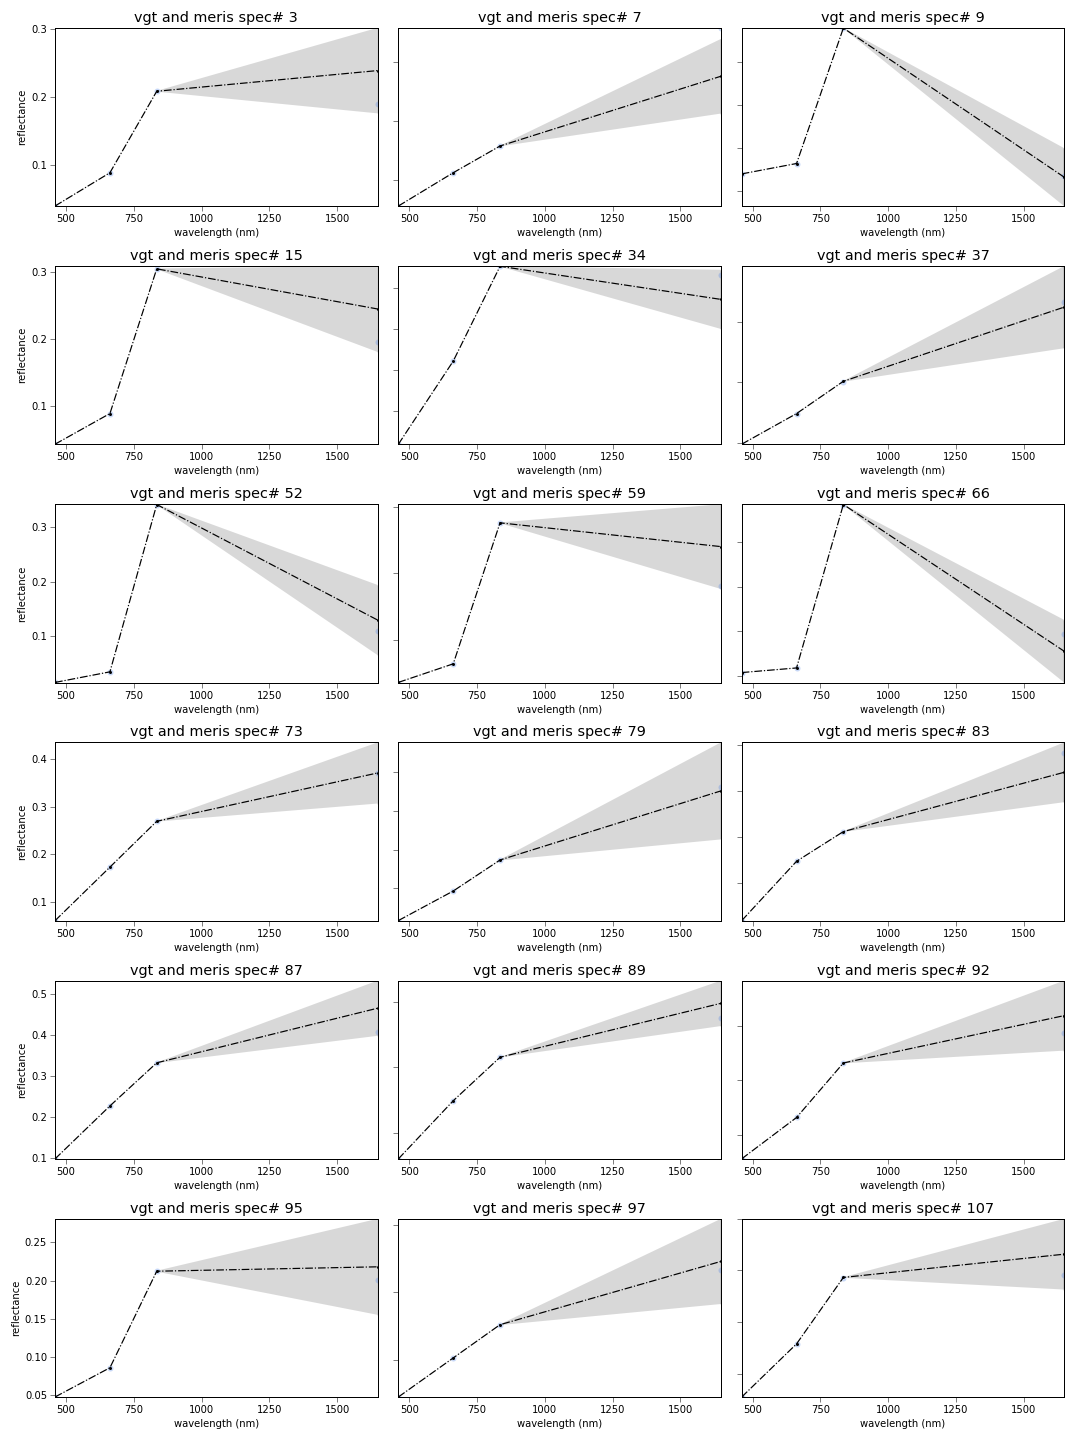 vgt and meris spec# 3
vgt and meris spec# 7
vgt and meris spec# 9
0.3
0.2
0.1
reflectance
500 750 1000 1250 1500
500 750 1000 1250 1500
500 750 1000 1250 1500
wavelength (nm)
wavelength (nm)
wavelength (nm)
vgt and meris spec# 15
vgt and meris spec# 34
vgt and meris spec# 37
0.3
0.2
0.1
reflectance
500 750 1000 1250 1500
500 750 1000 1250 1500
500 750 1000 1250 1500
wavelength (nm)
wavelength (nm)
wavelength (nm)
vgt and meris spec# 52
vgt and meris spec# 59
vgt and meris spec# 66
0.3
0.2
0.1
reflectance
500 750 1000 1250 1500
500 750 1000 1250 1500
500 750 1000 1250 1500
wavelength (nm)
wavelength (nm)
wavelength (nm)
vgt and meris spec# 73
vgt and meris spec# 79
vgt and meris spec# 83
0.4
0.3
0.2
0.1
reflectance
500 750 1000 1250 1500
500 750 1000 1250 1500
500 750 1000 1250 1500
wavelength (nm)
wavelength (nm)
wavelength (nm)
vgt and meris spec# 87
vgt and meris spec# 89
vgt and meris spec# 92
0.5
0.4
0.3
0.2
0.1
reflectance
500 750 1000 1250 1500
500 750 1000 1250 1500
500 750 1000 1250 1500
wavelength (nm)
wavelength (nm)
wavelength (nm)
vgt and meris spec# 95
vgt and meris spec# 97
vgt and meris spec# 107
0.25
0.20
0.15
0.10
0.05
reflectance
500 750 1000 1250 1500
500 750 1000 1250 1500
500 750 1000 1250 1500
wavelength (nm)
wavelength (nm)
wavelength (nm)